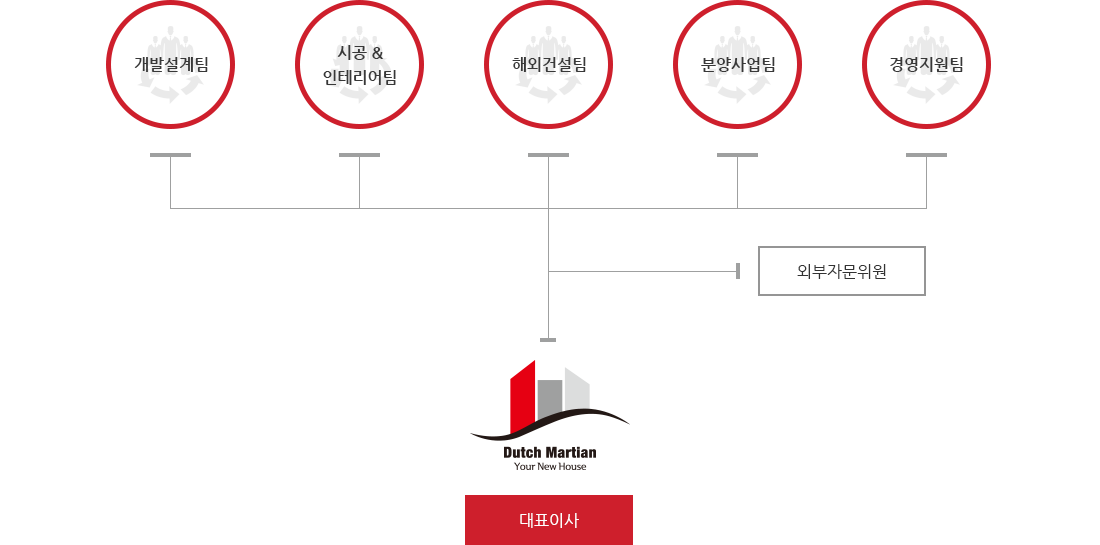 개발설계팀
시공 &
인테리어팀
해외건설팀
분양사업팀
경영지원팀
외부자문위원
Dutch Martian
Your New House
대표이사